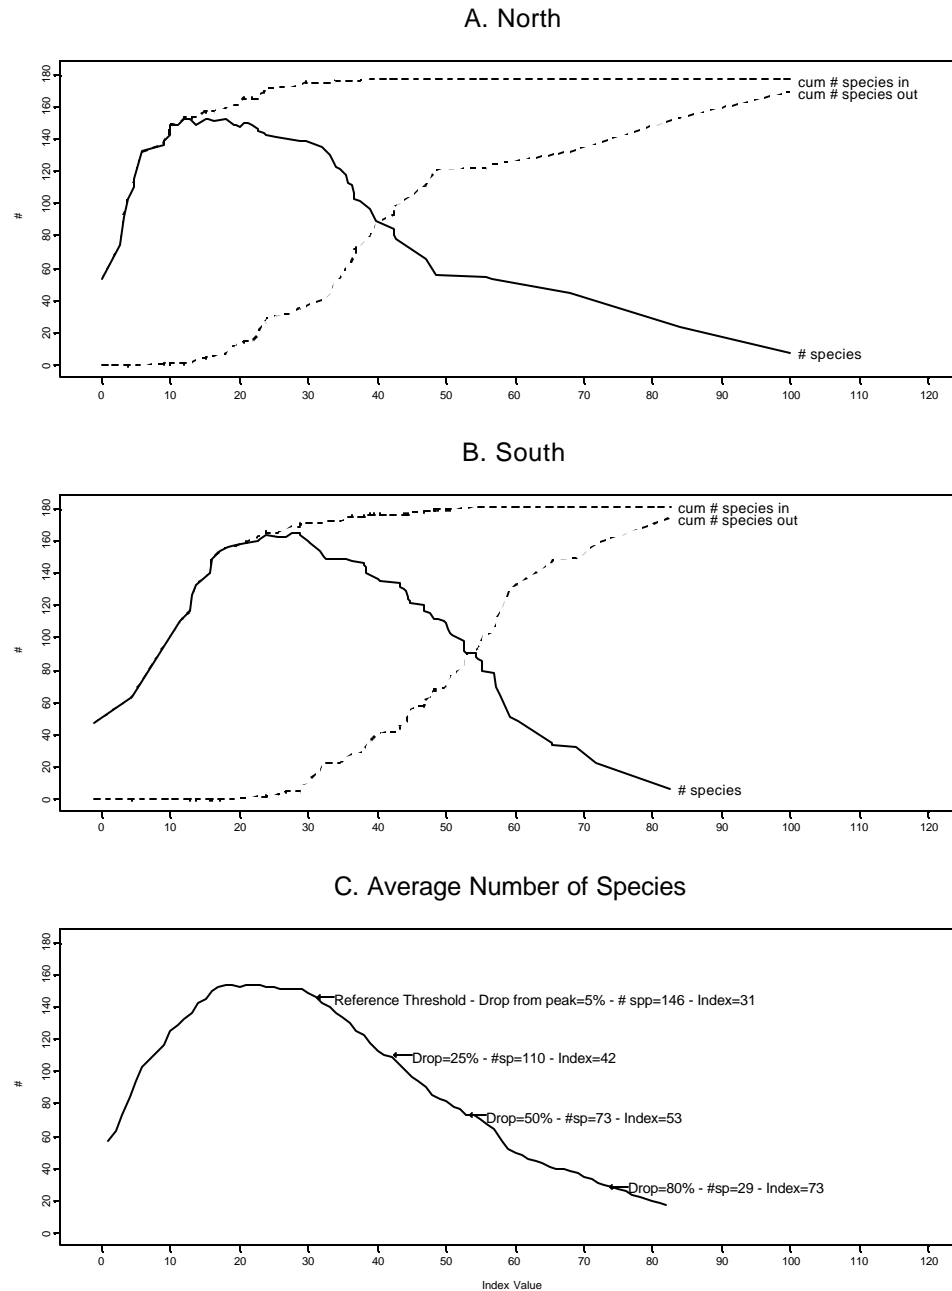 A. North
180
160
140
120
100
80
60
40
20
0
#
cum # species in
cum # species out
# species
0 10 20 30 40 50 60 70 80 90 100 110 120
B. South
180
160
140
120
100
80
60
40
20
0
#
cum # species in
cum # species out
# species
0 10 20 30 40 50 60 70 80 90 100 110 120
C. Average Number of Species
180
160
140
120
100
80
60
40
20
0
#
Reference Threshold - Drop from peak=5% - # spp=146 - Index=31
Drop=25% - #sp=110 - Index=42
Drop=50% - #sp=73 - Index=53
Drop=80% - #sp=29 - Index=73
0 10 20 30 40 50 60 70 80 90 100 110 120
Index Value